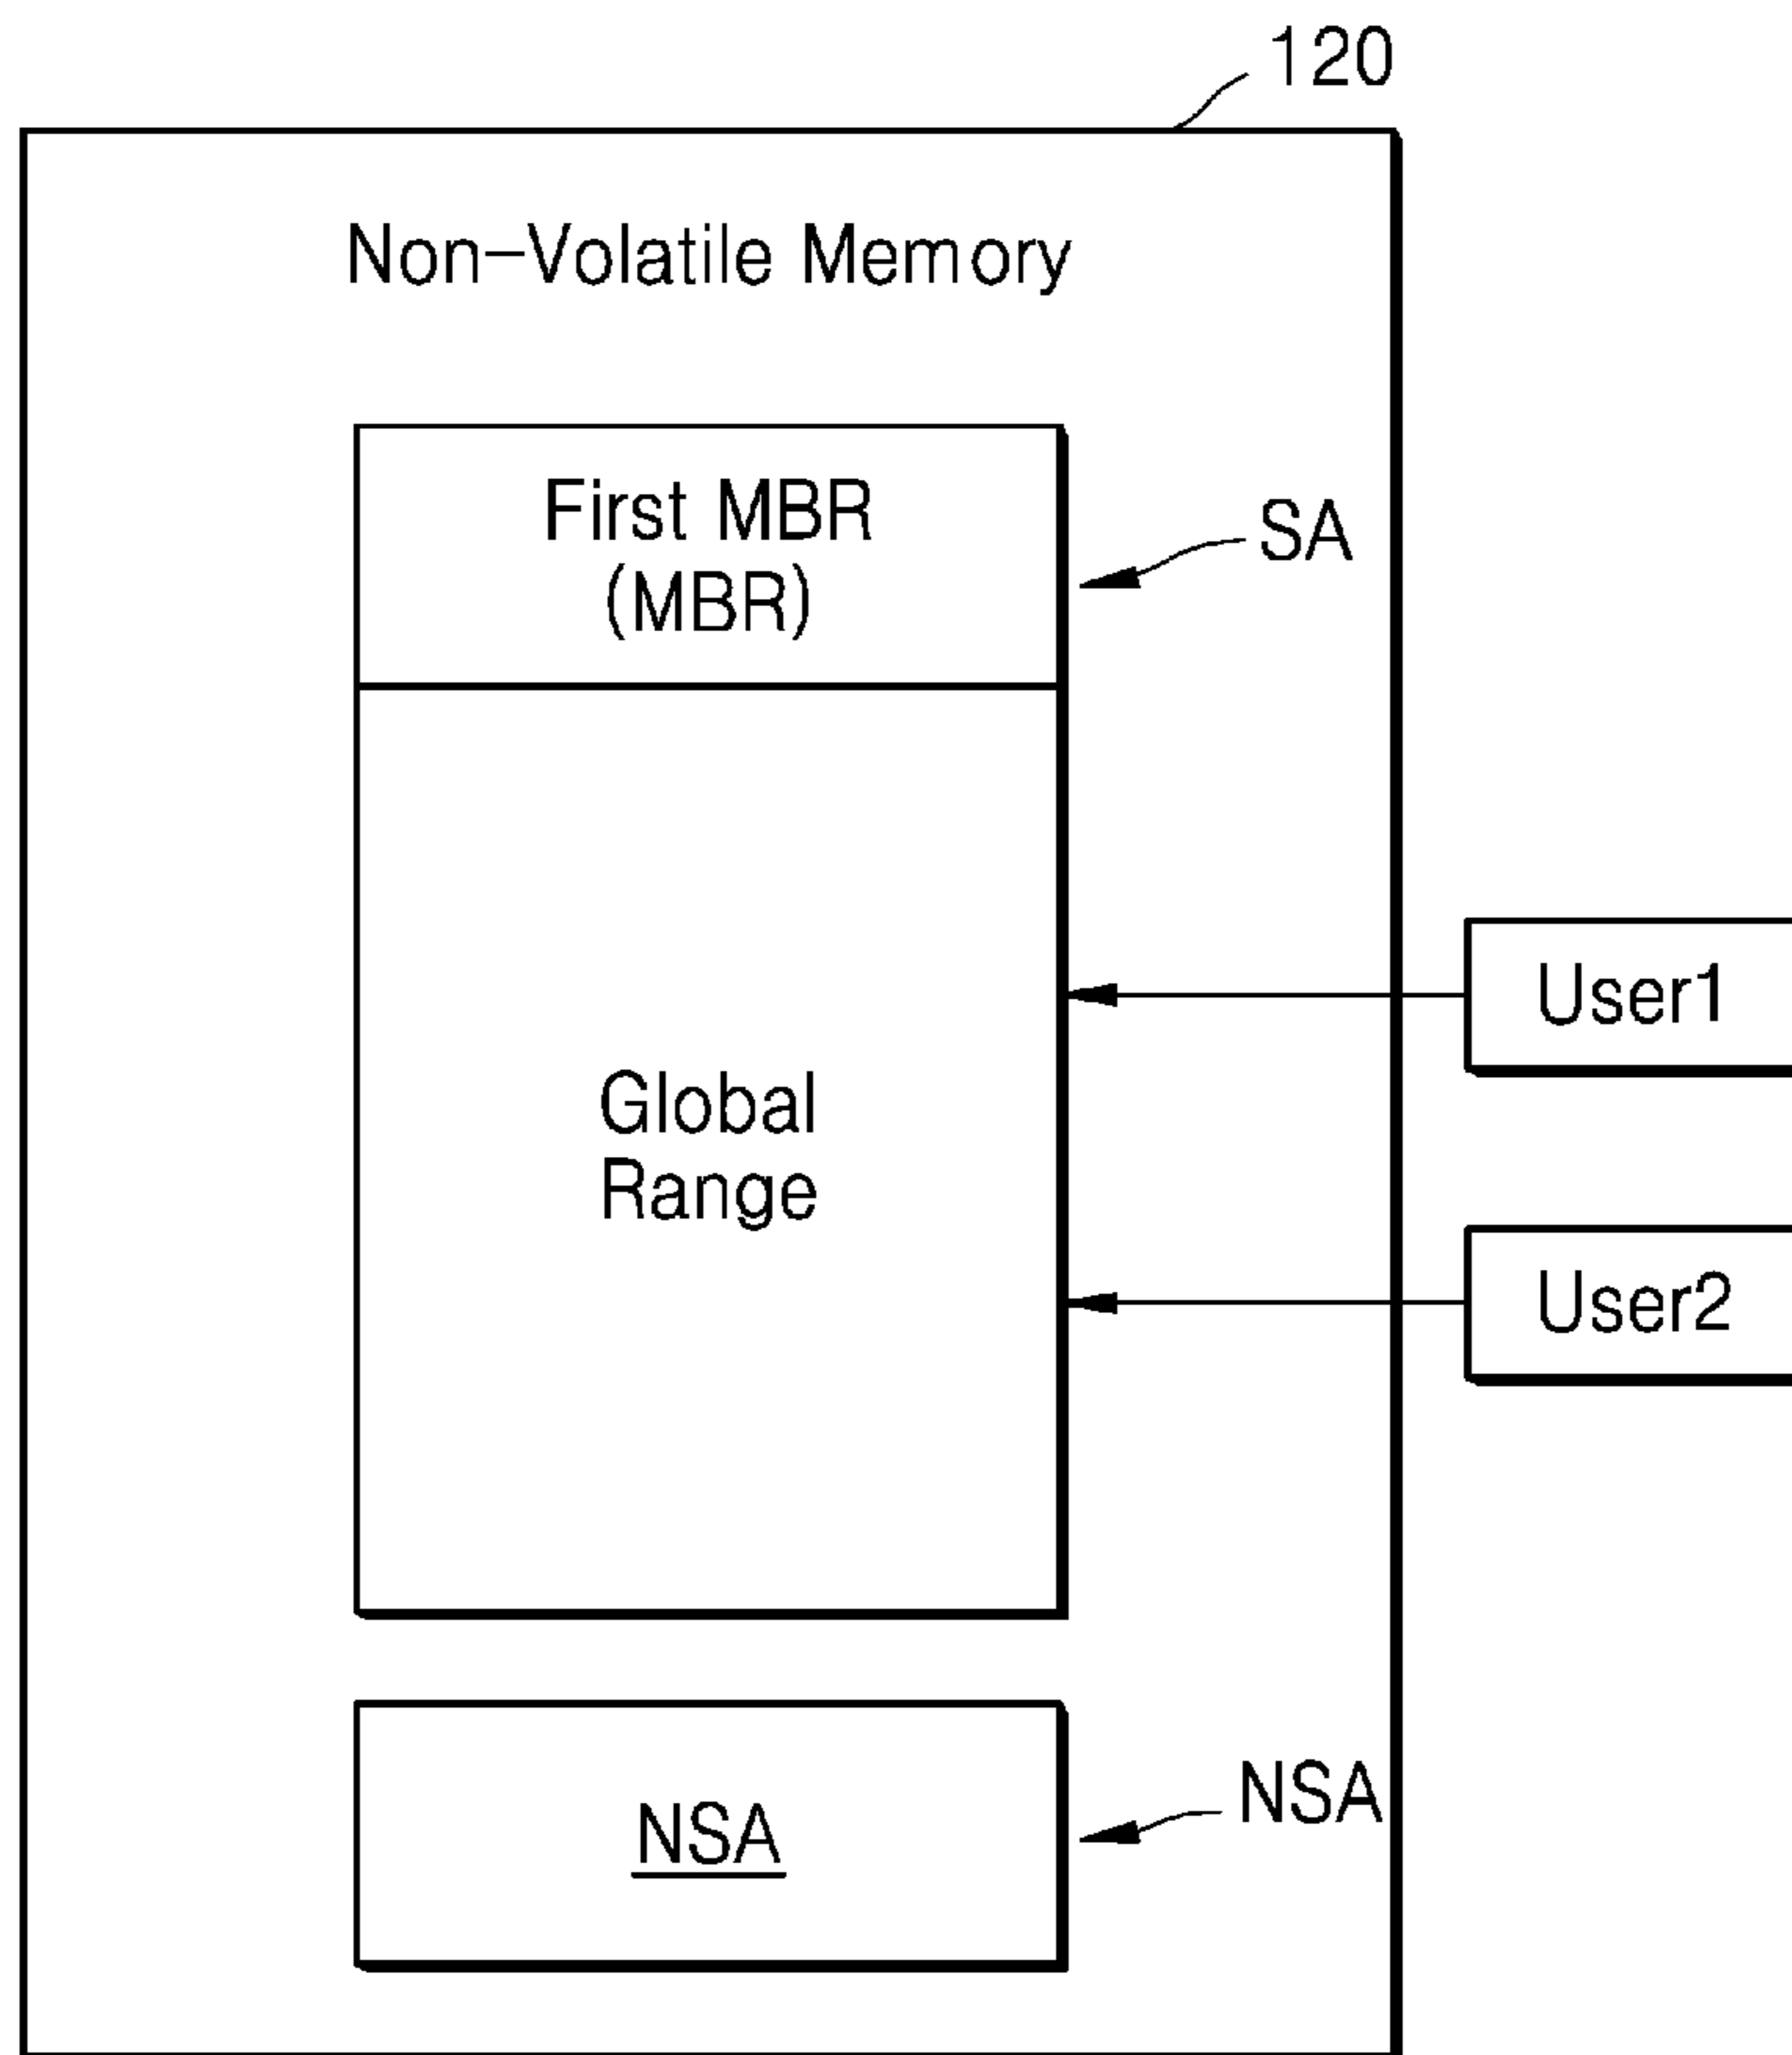 120
Non-Volatile Memory
First MBR
(MBR)
SA
User1
Global
Range
User2
NSA
NSA